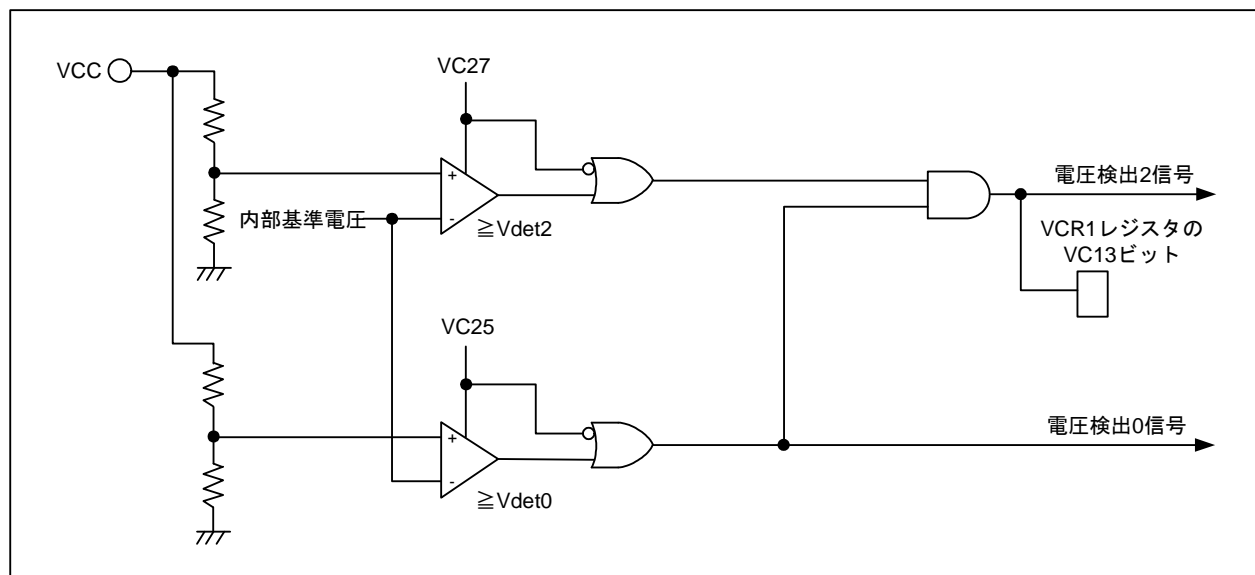 VCC
VC27
+
-
内部基準電圧
≧Vdet2
電圧検出2信号
VCR1レジスタの
VC13ビット
VC25
+
-
≧Vdet0
電圧検出0信号